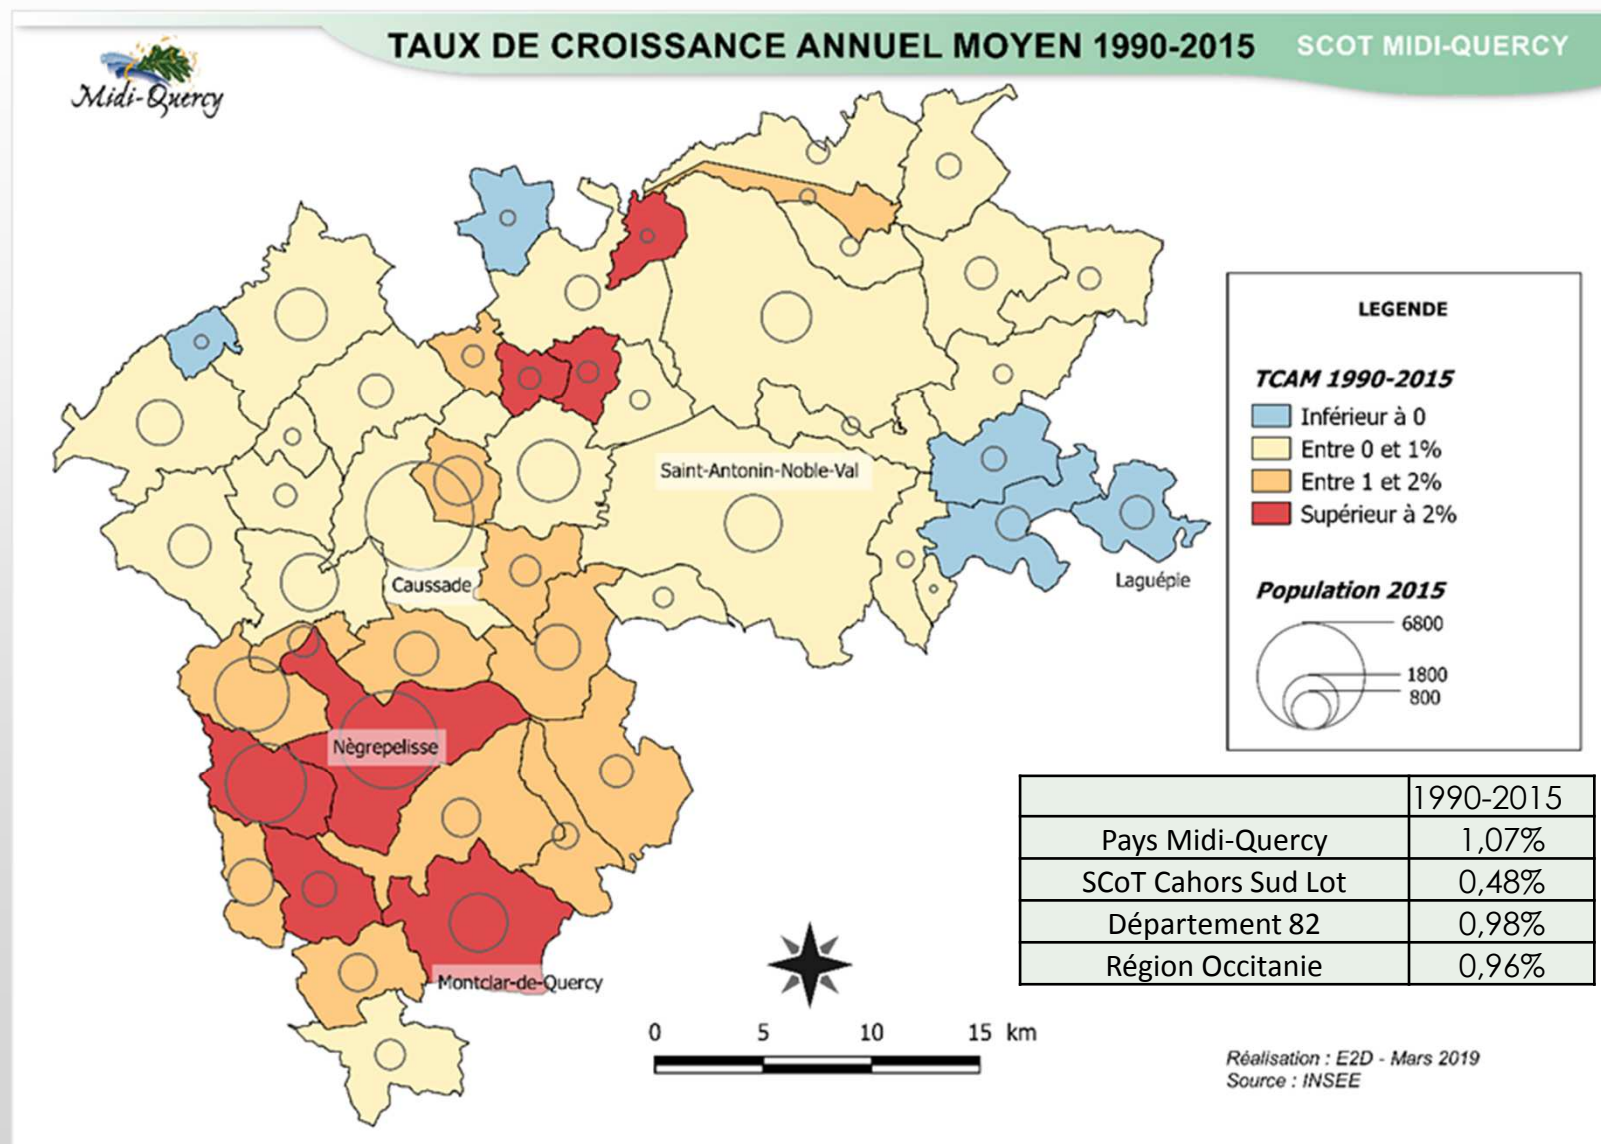 TAUX DE CROISSANCE ANNUEL MOYEN 1990-2015
SCOT MIDI-QUERCY
Midi-Quercy
Saint-Antonin-Noble-Val
Caussade
Laguépie
Nègrepelisse
Montclar-de-Quercy
LEGENDE
TCAM 1990-2015
Inférieur à 0
Entre 0 et 1%
Entre 1 et 2%
Supérieur à 2%
Population 2015
6800
1800
800
1990-2015
Pays Midi-Quercy 1,07%
SCoT Cahors Sud Lot 0,48%
Département 82 0,98%
Région Occitanie 0,96%
0 5 10 15 km
Réalisation : E2D - Mars 2019
Source : INSEE